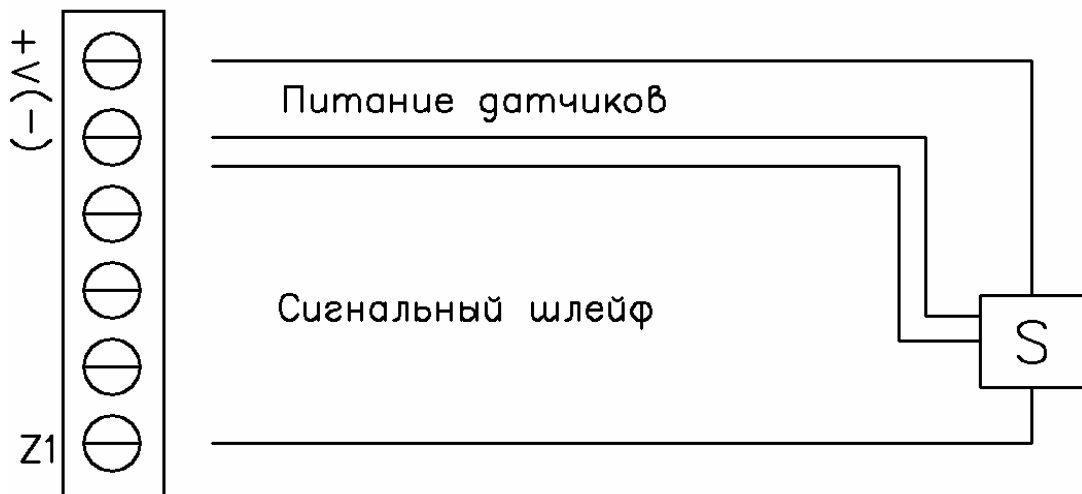 +V(-)
Питание датчиков
Сигнальный шлейф
S
Z1